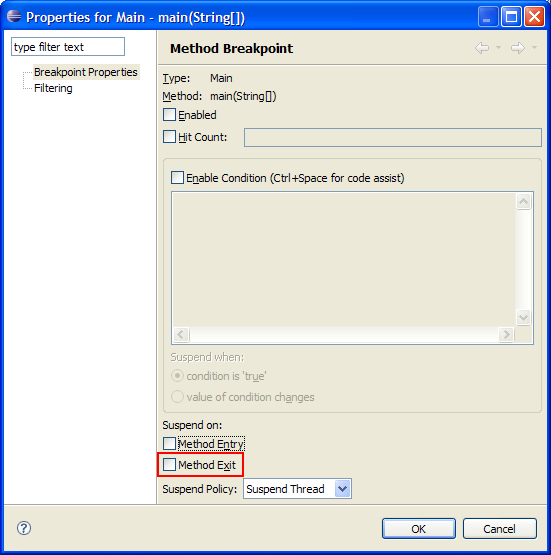 Properties for Main - main(String[])
type filter text
Breakpoint Properties
Filtering
Method Breakpoint
Type: Main
Method: main(String[])
Enabled
Hit Count:
Enable Condition (Ctrl+Space for code assist)
Suspend when:
condition is 'true'
value of condition changes
Suspend on:
Method Entry
Method Exit
Suspend Policy: Suspend Thread
?
OK
Cancel